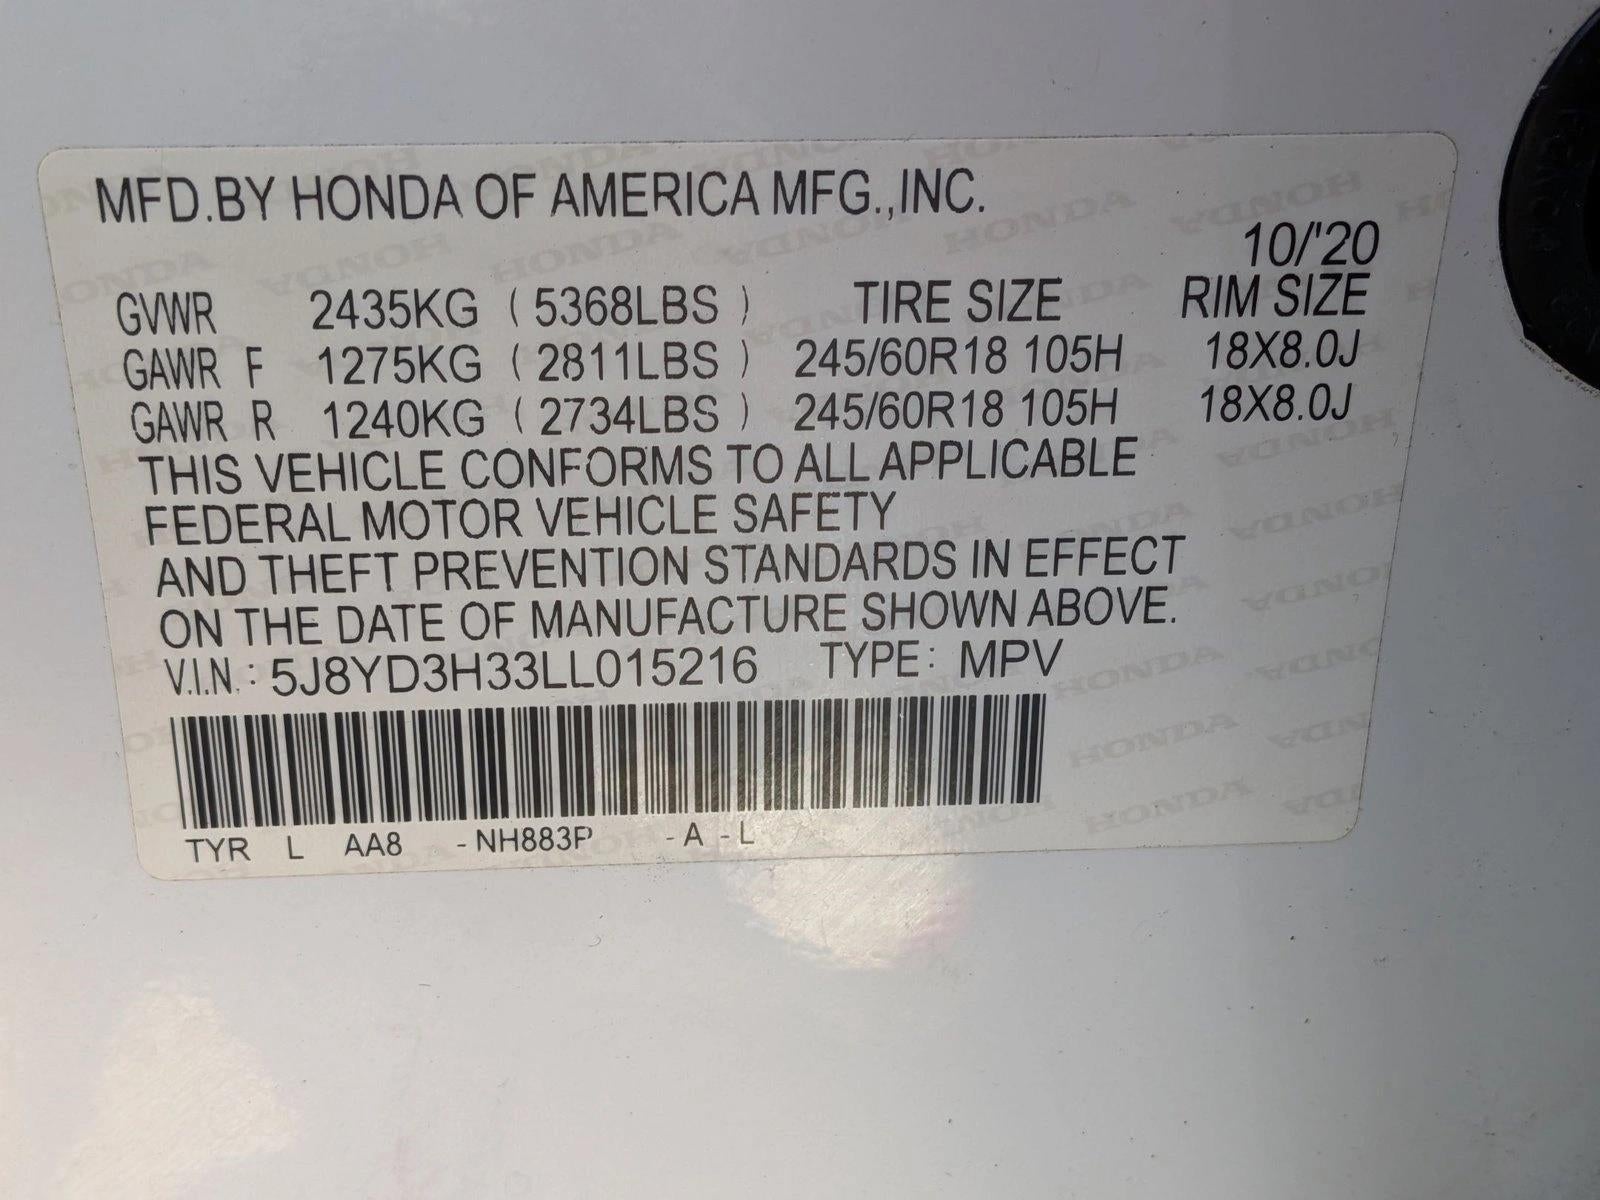 MFD.BY HONDA OF AMERICA MFG.,INC.
10/'20
GVWR 2435KG ( 5368LBS ) TIRE SIZE RIM SIZE
GAWR F 1275KG ( 2811LBS ) 245/60R18 105H 18X8.0J
GAWR R 1240KG ( 2734LBS ) 245/60R18 105H 18X8.0J
THIS VEHICLE CONFORMS TO ALL APPLICABLE
FEDERAL MOTOR VEHICLE SAFETY
AND THEFT PREVENTION STANDARDS IN EFFECT
ON THE DATE OF MANUFACTURE SHOWN ABOVE.
V.I.N.: 5J8YD3H33LL015216 TYPE: MPV
TYR L AA8 -NH883P -A -L